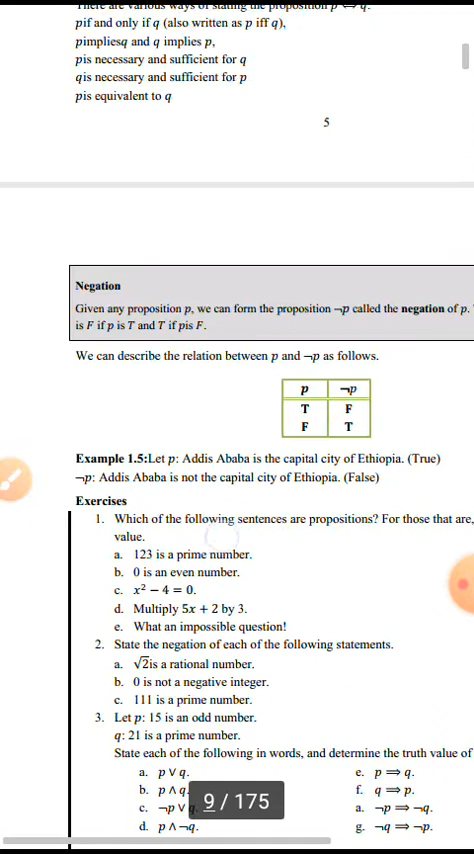 There are various ways of stating the proposition p ⟺ q.
pif and only if q (also written as p iff q),
pimpliesq and q implies p,
pis necessary and sufficient for q
qis necessary and sufficient for p
pis equivalent to q
5
Negation
Given any proposition p, we can form the proposition ¬p called the negation of p.
is F if p is T and T if pis F.
We can describe the relation between p and ¬p as follows.
p ¬p
T F
F T
Example 1.5:Let p: Addis Ababa is the capital city of Ethiopia. (True)
¬p: Addis Ababa is not the capital city of Ethiopia. (False)
Exercises
1. Which of the following sentences are propositions? For those that are,
value.
a. 123 is a prime number.
b. 0 is an even number.
c. x² − 4 = 0.
d. Multiply 5x + 2 by 3.
e. What an impossible question!
2. State the negation of each of the following statements.
a. √2is a rational number.
b. 0 is not a negative integer.
c. 111 is a prime number.
3. Let p: 15 is an odd number.
q: 21 is a prime number.
State each of the following in words, and determine the truth value of
a. p ∨ q. e. p ⟹ q.
b. p ∧ q f. q ⟹ p.
c. ¬p ∨ a. ¬p ⟹ ¬q.
d. p ∧ ¬q. g. ¬q ⟹ ¬p.
9 / 175